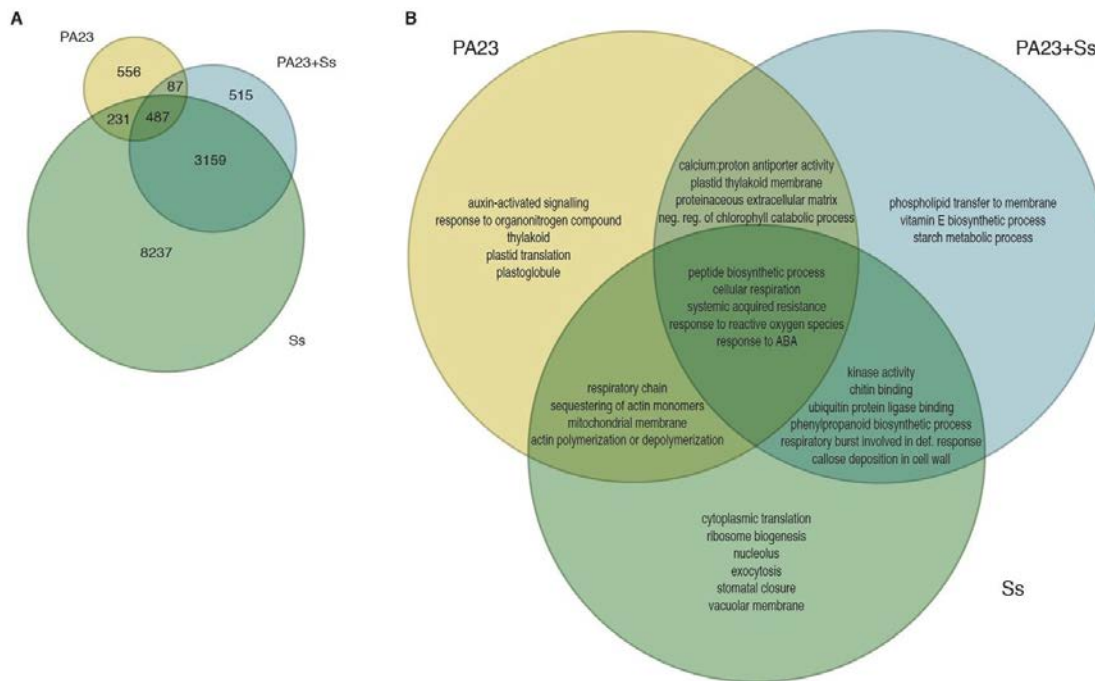 A
PA23
PA23+Ss
556
87
515
231
487
3159
8237
Ss
B
PA23
PA23+Ss
auxin-activated signalling
response to organonitrogen compound
thylakoid
plastid translation
plastoglobule
calcium:proton antiporter activity
plastid thylakoid membrane
proteinaceous extracellular matrix
neg. reg. of chlorophyll catabolic process
phospholipid transfer to membrane
vitamin E biosynthetic process
starch metabolic process
peptide biosynthetic process
cellular respiration
systemic acquired resistance
response to reactive oxygen species
response to ABA
respiratory chain
sequestering of actin monomers
mitochondrial membrane
actin polymerization or depolymerization
kinase activity
chitin binding
ubiquitin protein ligase binding
phenylpropanoid biosynthetic process
respiratory burst involved in def. response
callose deposition in cell wall
cytoplasmic translation
ribosome biogenesis
nucleolus
exocytosis
stomatal closure
vacuolar membrane
Ss